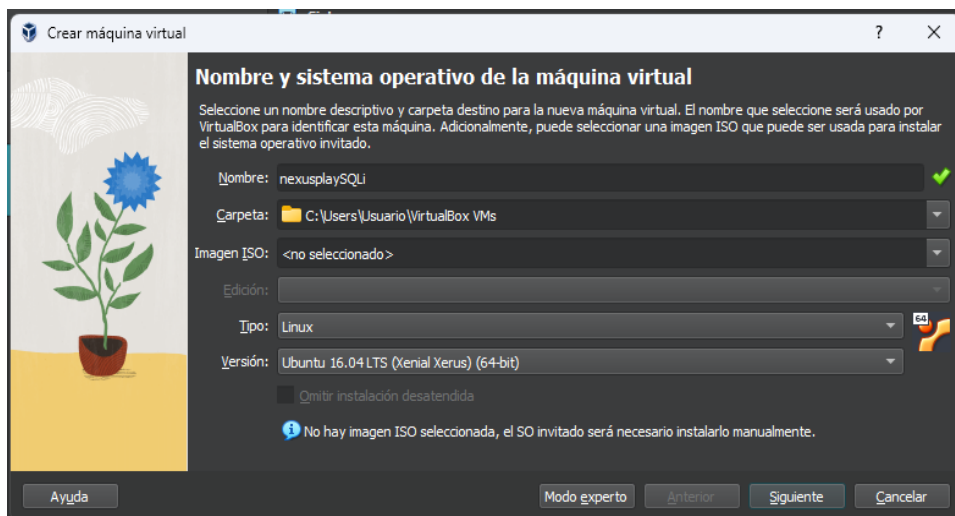 Crear máquina virtual
?
Nombre y sistema operativo de la máquina virtual
Seleccione un nombre descriptivo y carpeta destino para la nueva máquina virtual. El nombre que seleccione será usado por
VirtualBox para identificar esta máquina. Adicionalmente, puede seleccionar una imagen ISO que puede ser usada para instalar
el sistema operativo invitado.
Nombre: nexusplaySQLi
Carpeta: C:\Users\Usuario\VirtualBox VMs
Imagen ISO: <no seleccionado>
Edición:
Tipo: Linux
64
Versión: Ubuntu 16.04 LTS (Xenial Xerus) (64-bit)
Omitir instalación desatendida
No hay imagen ISO seleccionada, el SO invitado será necesario instalarlo manualmente.
Ayuda Modo experto Anterior Siguiente Cancelar